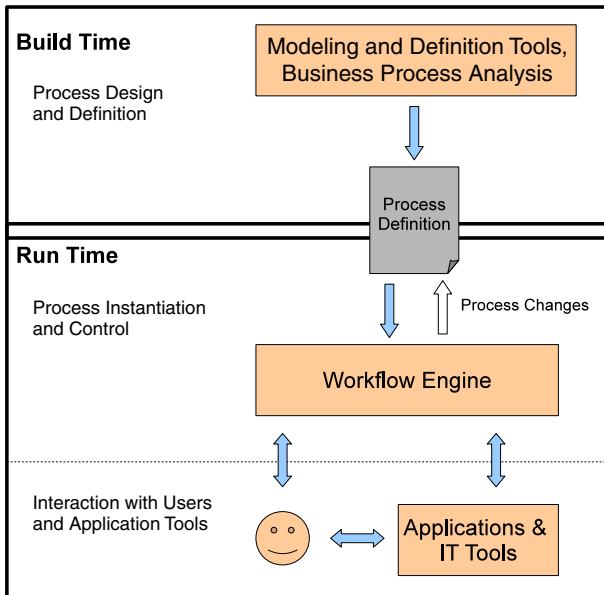 Build Time
Modeling and Definition Tools,
Business Process Analysis
Process Design
and Definition
Process
Definition
Run Time
Process Instantiation
and Control
Process Changes
Workflow Engine
Interaction with Users
and Application Tools
Applications &
IT Tools